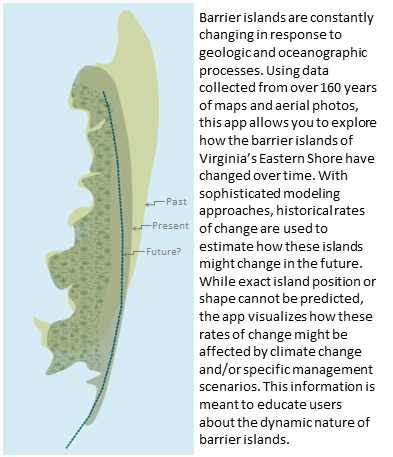 Barrier islands are constantly
changing in response to
geologic and oceanographic
processes. Using data
collected from over 160 years
of maps and aerial photos,
this app allows you to explore
how the barrier islands of
Virginia's Eastern Shore have
changed over time. With
sophisticated modeling
approaches, historical rates
of change are used to
estimate how these islands
might change in the future.
While exact island position or
shape cannot be predicted,
the app visualizes how these
rates of change might be
affected by climate change
and/or specific management
scenarios. This information is
meant to educate users
about the dynamic nature of
barrier islands.
Past
Present
Future?